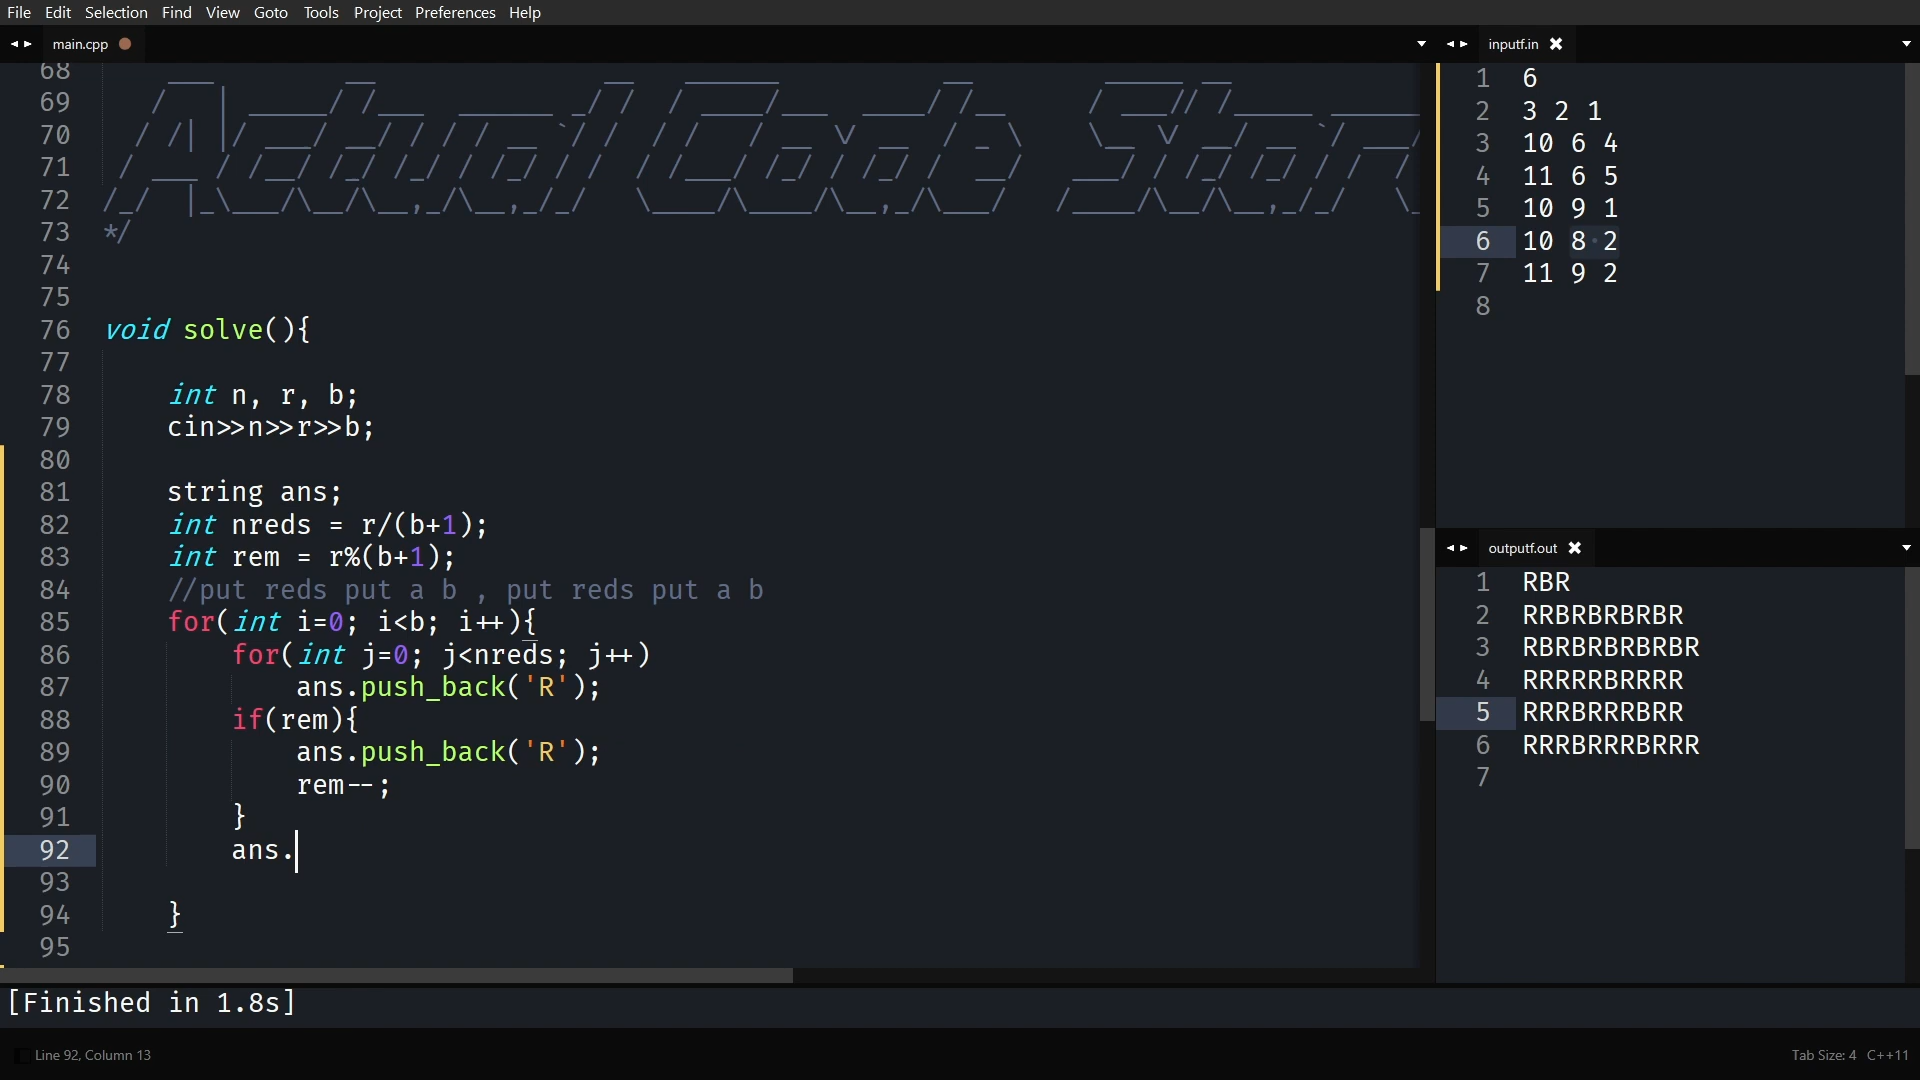 File Edit Selection Find View Goto Tools Project Preferences Help
main.cpp
inputf.in
68
69
70
71
72
Actual Code Star
73 */
74
75
76 void solve(){
77
78 int n, r, b;
79 cin>>n>>r>>b;
80
81 string ans;
82 int nreds = r/(b+1);
83 int rem = r%(b+1);
84 //put reds put a b , put reds put a b
85 for(int i=0; i<b; i++){
86 for(int j=0; j<nreds; j++)
87 ans.push_back('R');
88 if(rem){
89 ans.push_back('R');
90 rem--;
91 }
92 ans.
93
94 }
95
1 6
2 3 2 1
3 10 6 4
4 11 6 5
5 10 9 1
6 10 8 2
7 11 9 2
8
outputf.out
1 RBR
2 RRBRBRBRBR
3 RBRBRBRBRBR
4 RRRRRBRRRR
5 RRRBRRRBRR
6 RRRBRRRBRRR
7
[Finished in 1.8s]
Line 92, Column 13
Tab Size: 4 C++11